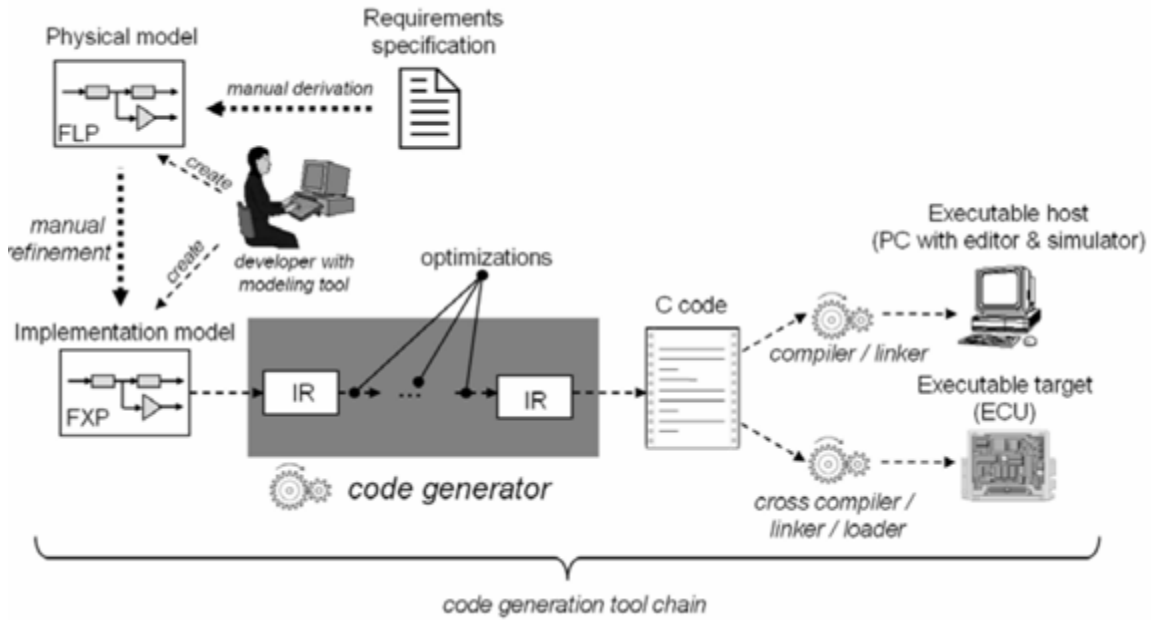 Requirements
specification
Physical model
manual derivation
FLP
create
manual
refinement
create
developer with
modeling tool
optimizations
Executable host
(PC with editor & simulator)
C code
compiler / linker
Implementation model
IR
...
IR
FXP
Executable target
(ECU)
code generator
cross compiler /
linker / loader
code generation tool chain